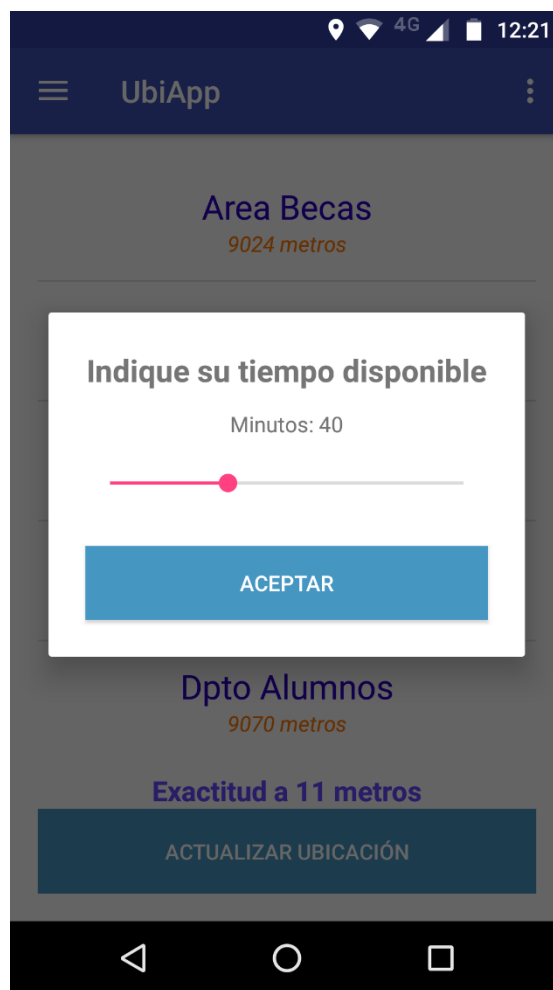 4G 12:21
UbiApp
Area Becas
9024 metros
Indique su tiempo disponible
Minutos: 40
ACEPTAR
Dpto Alumnos
9070 metros
Exactitud a 11 metros
ACTUALIZAR UBICACIÓN